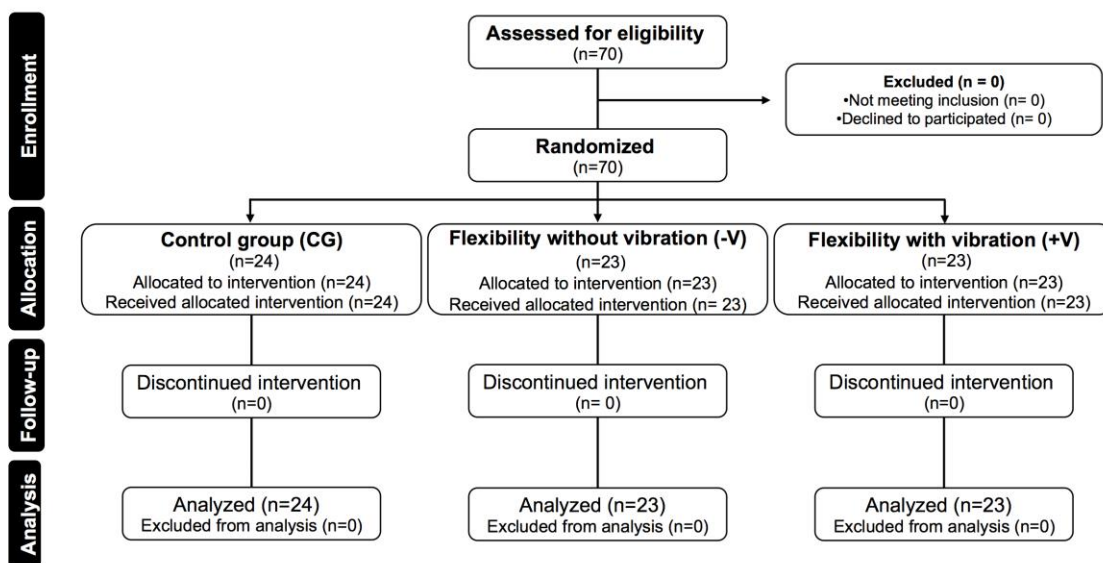 Enrollment
Assessed for eligibility
(n=70)
Excluded (n = 0)
•Not meeting inclusion (n= 0)
•Declined to participated (n= 0)
Randomized
(n=70)
Allocation
Control group (CG)
(n=24)
Allocated to intervention (n=24)
Received allocated intervention (n=24)
Flexibility without vibration (-V)
(n=23)
Allocated to intervention (n=23)
Received allocated intervention (n= 23)
Flexibility with vibration (+V)
(n=23)
Allocated to intervention (n=23)
Received allocated intervention (n=23)
Follow-up
Discontinued intervention
(n=0)
Discontinued intervention
(n= 0)
Discontinued intervention
(n=0)
Analysis
Analyzed (n=24)
Excluded from analysis (n=0)
Analyzed (n=23)
Excluded from analysis (n=0)
Analyzed (n=23)
Excluded from analysis (n=0)